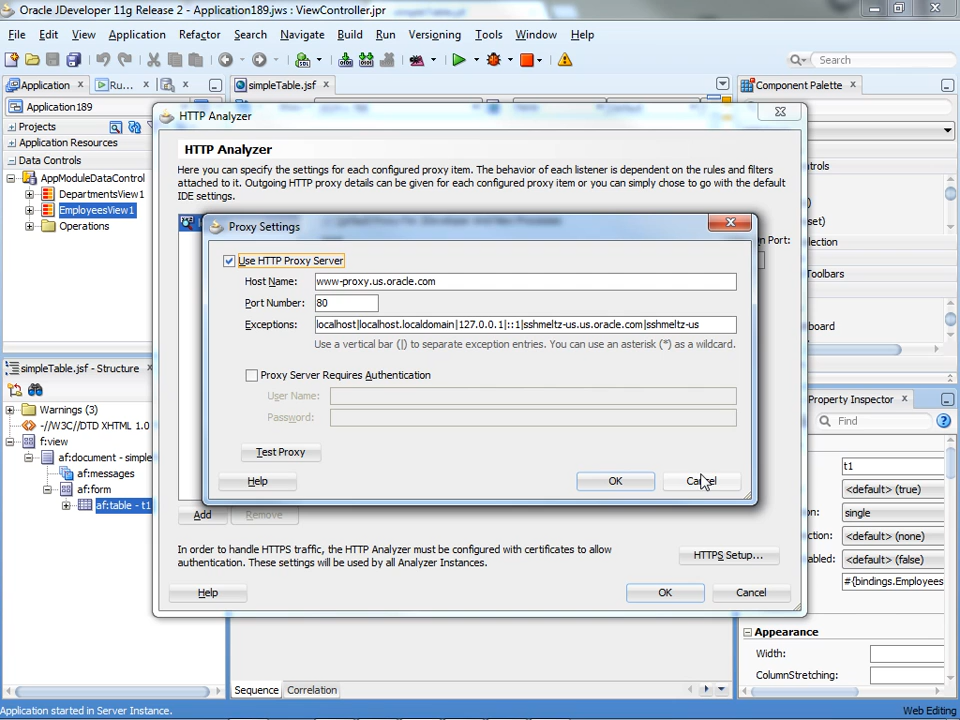 Oracle JDeveloper 11g Release 2 - Application189.jws : ViewController.jpr
File Edit View Application Refactor Search Navigate Build Run Versioning Tools Window Help
Search
Application
Ru...
simpleTable.jsf
Component Palette
Application189
Projects
Application Resources
Data Controls
AppModuleDataControl
DepartmentsView1
EmployeesView1
Operations
HTTP Analyzer
HTTP Analyzer
Here you can specify the settings for each configured proxy item. The behavior of each listener is dependent on the rules and filters
attached to it. Outgoing HTTP proxy details can be given for each configured proxy item or you can simply chose to go with the default
IDE settings.
Proxy Settings
Use HTTP Proxy Server
Host Name: www-proxy.us.oracle.com
Port Number: 80
Exceptions: localhost|localhost.localdomain|127.0.0.1|::1|sshmeltz-us.us.oracle.com|sshmeltz-us
Use a vertical bar (|) to separate exception entries. You can use an asterisk (*) as a wildcard.
Proxy Server Requires Authentication
User Name:
Password:
Test Proxy
Help OK Cancel
Add Remove
In order to handle HTTPS traffic, the HTTP Analyzer must be configured with certificates to allow
authentication. These settings will be used by all Analyzer Instances.
HTTPS Setup...
Help OK Cancel
n Port:
ntrols
set)
lection
Toolbars
board
simpleTable.jsf - Structure
Warnings (3)
-//W3C//DTD XHTML 1.0
f:view
af:document - simple
af:messages
af:form
af:table - t1
Property Inspector
Find
t1
<default> (true)
on: single
ction: <default> (none)
abled: <default> (false)
#{bindings.Employees
Appearance
Width:
ColumnStretching:
Sequence Correlation
Application started in Server Instance.
Web Editing